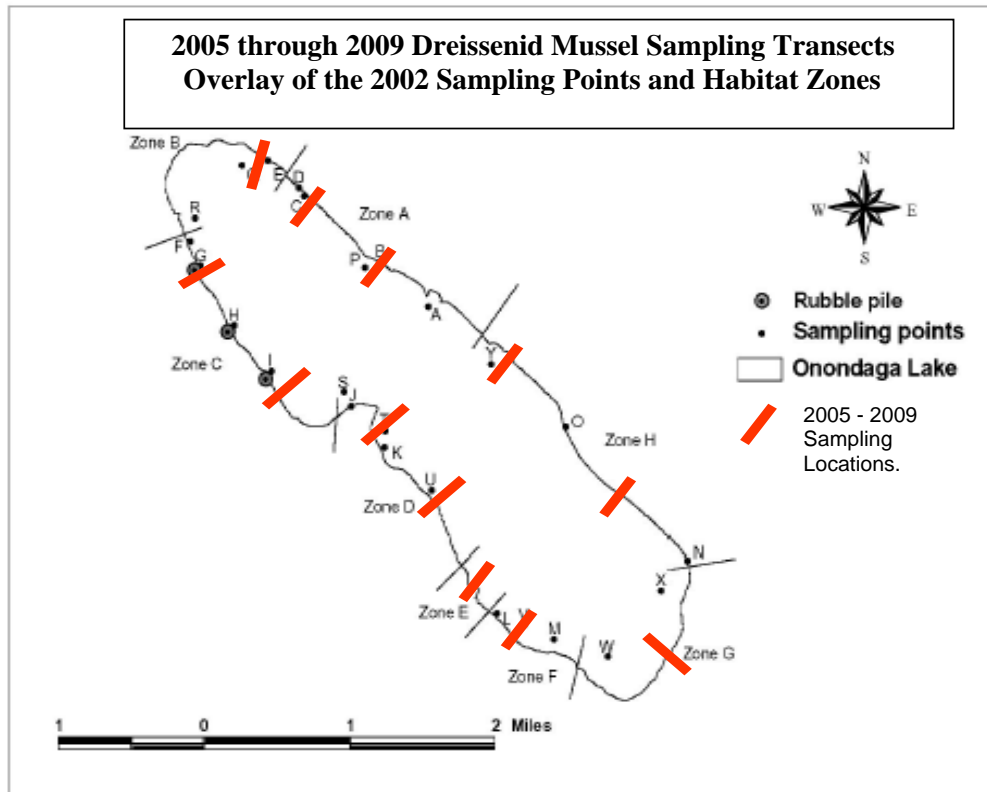 2005 through 2009 Dreissenid Mussel Sampling Transects
Overlay of the 2002 Sampling Points and Habitat Zones
Zone B
E
D
C
R
Zone A
F
G
B
P
H
A
Zone C
I
Y
S
J
K
O
Zone H
U
Zone D
N
X
Zone E
L
V
M
W
Zone G
Zone F
N
W
E
S
Rubble pile
Sampling points
Onondaga Lake
2005 - 2009
Sampling
Locations.
1
0
1
2 Miles